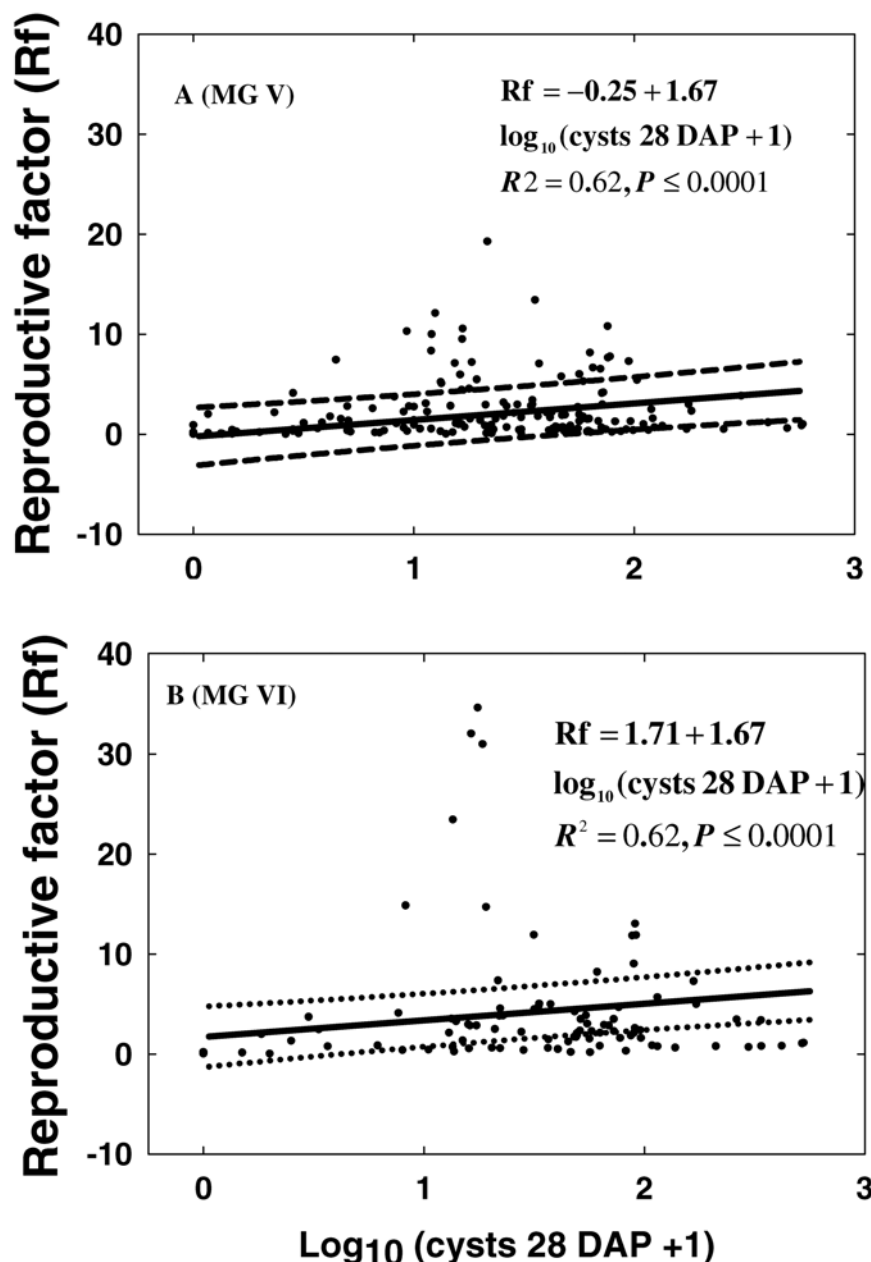 Reproductive factor (Rf)
40
30
20
10
0
-10
A (MG V)
Rf = −0.25 + 1.67
log₁₀(cysts 28 DAP + 1)
R2 = 0.62, P ≤ 0.0001
0 1 2 3
Reproductive factor (Rf)
40
30
20
10
0
-10
B (MG VI)
Rf = 1.71 + 1.67
log₁₀(cysts 28 DAP + 1)
R² = 0.62, P ≤ 0.0001
0 1 2 3
Log₁₀ (cysts 28 DAP +1)